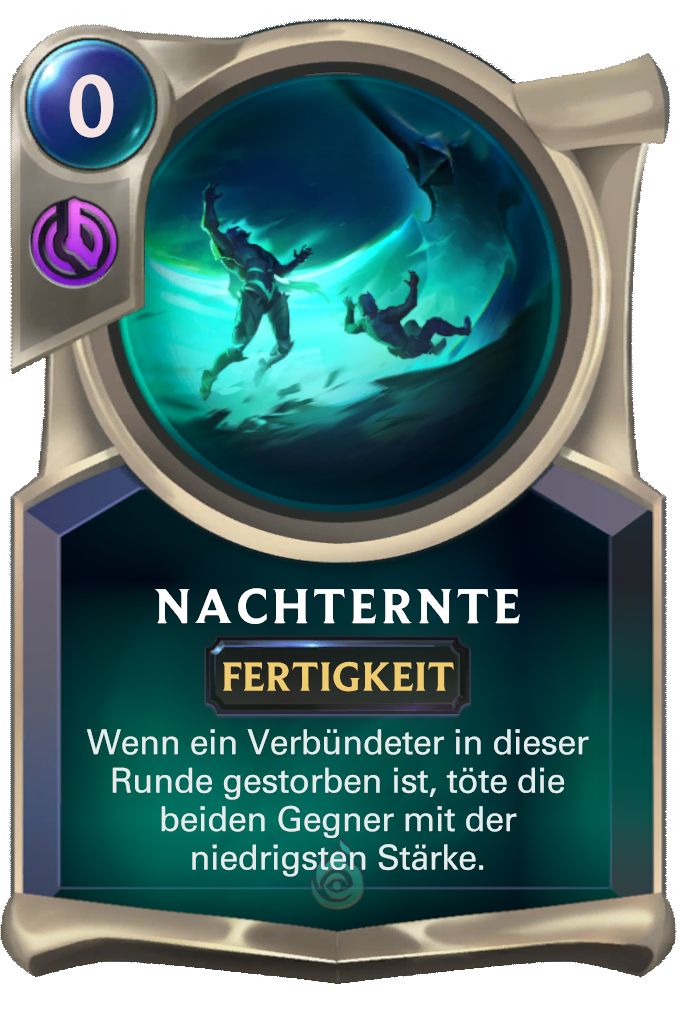 0
NACHTERNTE
FERTIGKEIT
Wenn ein Verbündeter in dieser
Runde gestorben ist, töte die
beiden Gegner mit der
niedrigsten Stärke.